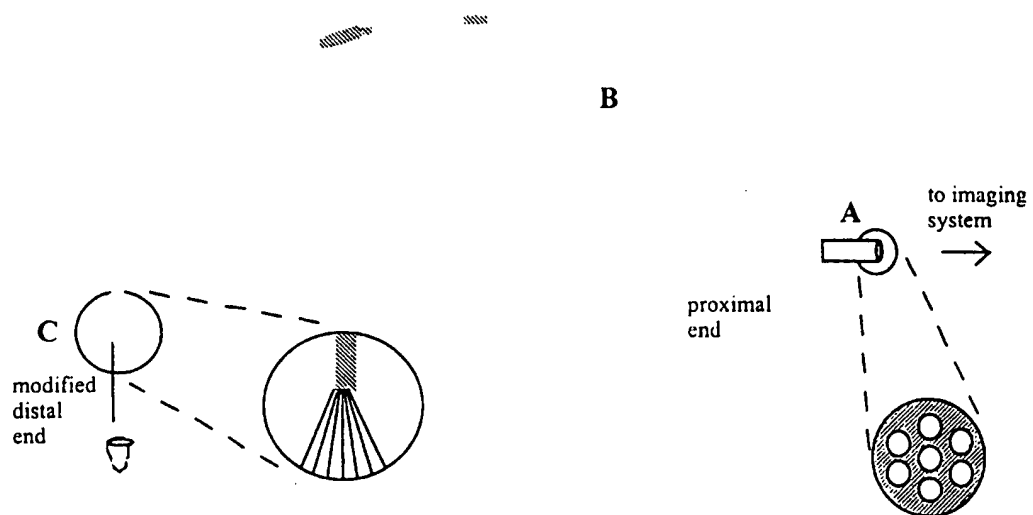 B
A
to imaging
system
proximal
end
C
modified
distal
end